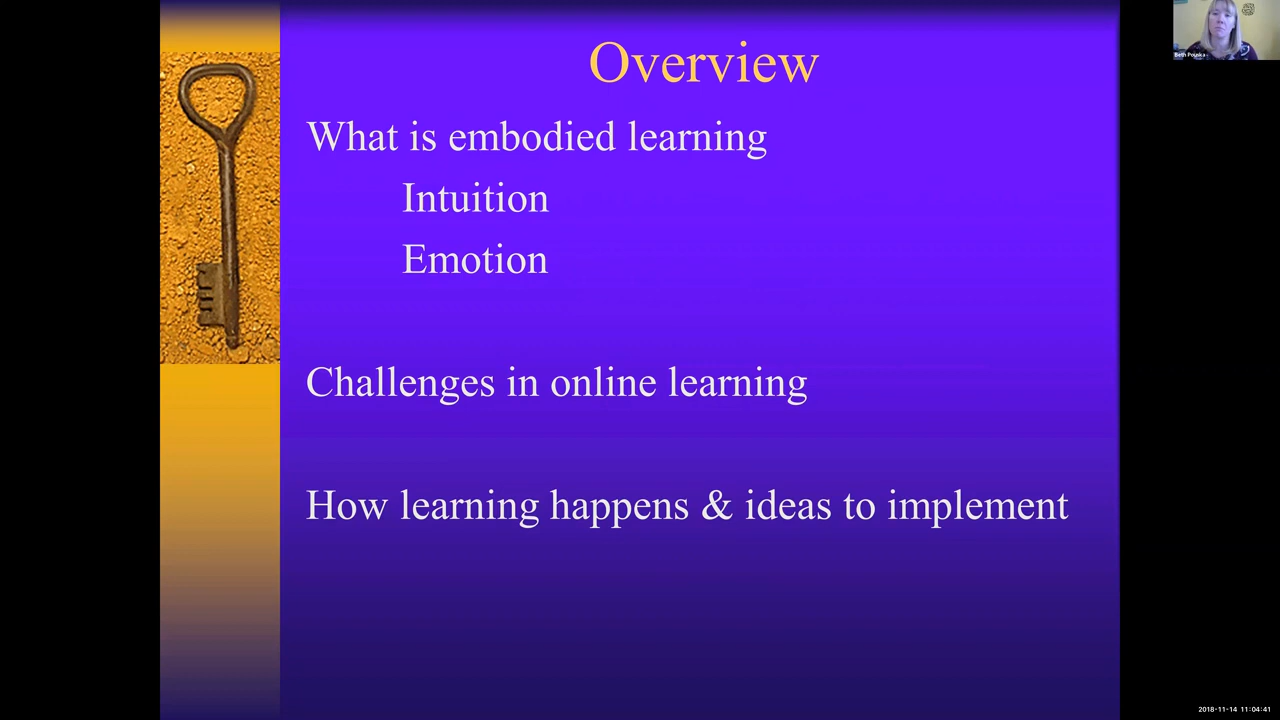 Overview
What is embodied learning
Intuition
Emotion
Challenges in online learning
How learning happens & ideas to implement
Beth
2018-11-14 11:04:41